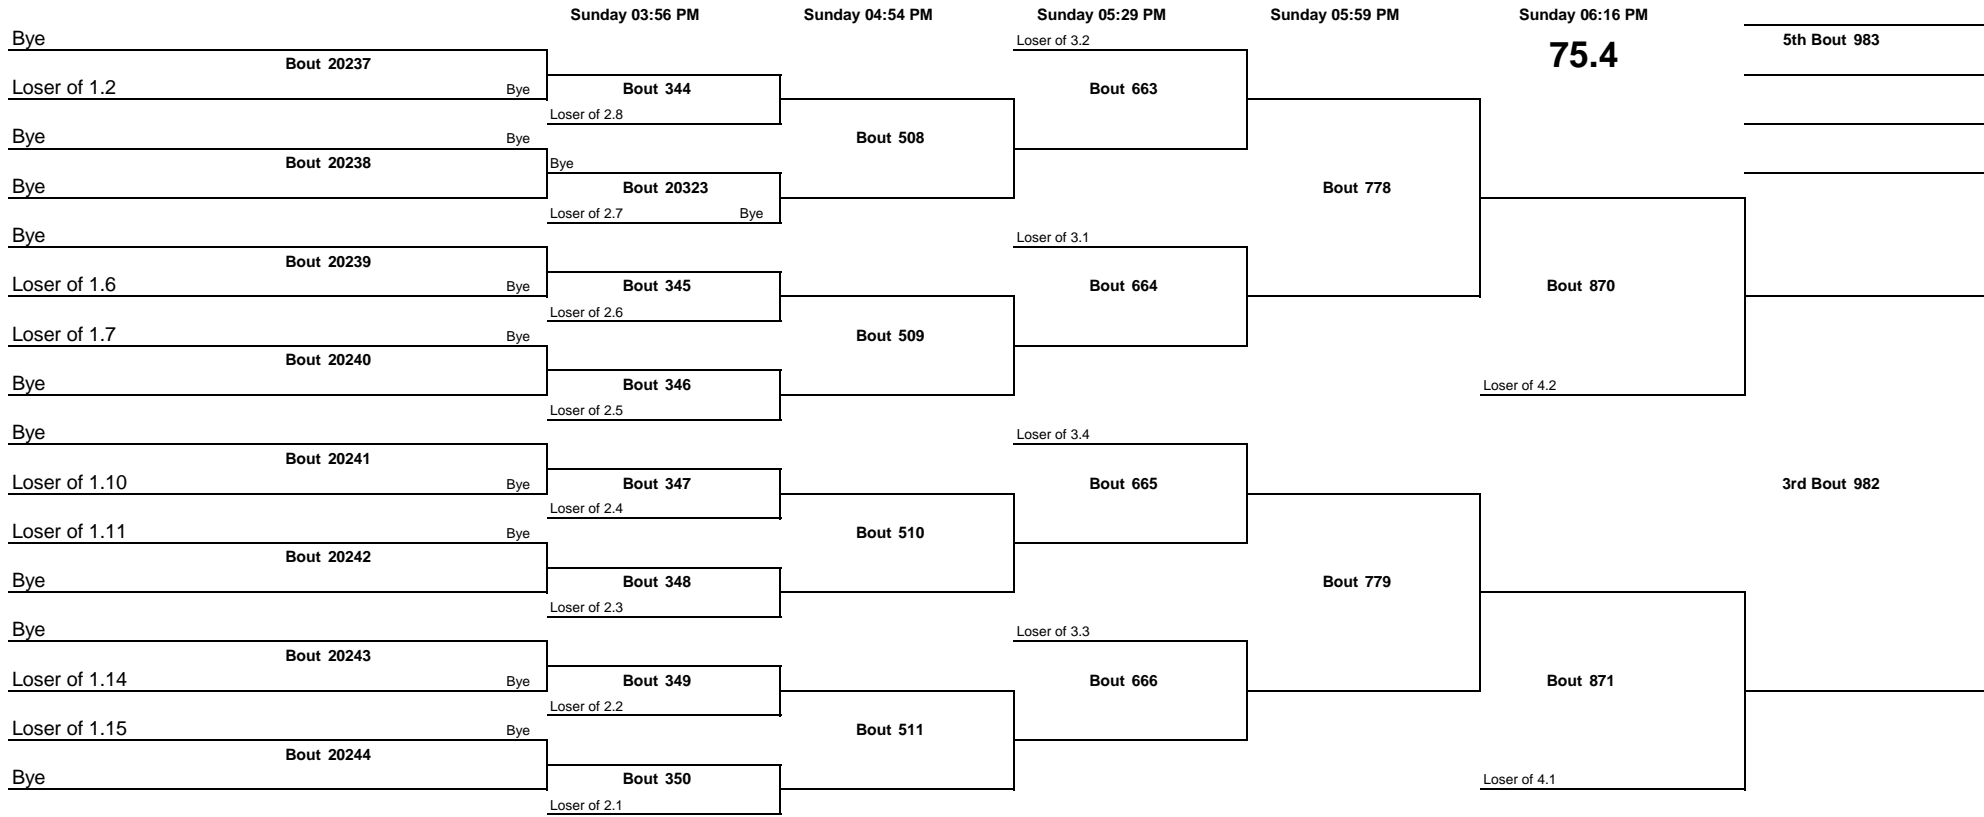 Sunday 03:56 PM Sunday 04:54 PM Sunday 05:29 PM Sunday 05:59 PM Sunday 06:16 PM
Bye Loser of 3.2 75.4 5th Bout 983
Bout 20237
Loser of 1.2 Bye Bout 344 Bout 663
Loser of 2.8
Bye Bye Bout 508
Bout 20238 Bye
Bye Bout 20323 Bout 778
Loser of 2.7 Bye
Bye Loser of 3.1
Bout 20239
Loser of 1.6 Bye Bout 345 Bout 664 Bout 870
Loser of 2.6
Loser of 1.7 Bye Bout 509
Bout 20240
Bye Bout 346 Loser of 4.2
Loser of 2.5
Bye Loser of 3.4
Bout 20241
Loser of 1.10 Bye Bout 347 Bout 665 3rd Bout 982
Loser of 2.4
Loser of 1.11 Bye Bout 510
Bout 20242
Bye Bout 348 Bout 779
Loser of 2.3
Bye Loser of 3.3
Bout 20243
Loser of 1.14 Bye Bout 349 Bout 666 Bout 871
Loser of 2.2
Loser of 1.15 Bye Bout 511
Bout 20244
Bye Bout 350 Loser of 4.1
Loser of 2.1